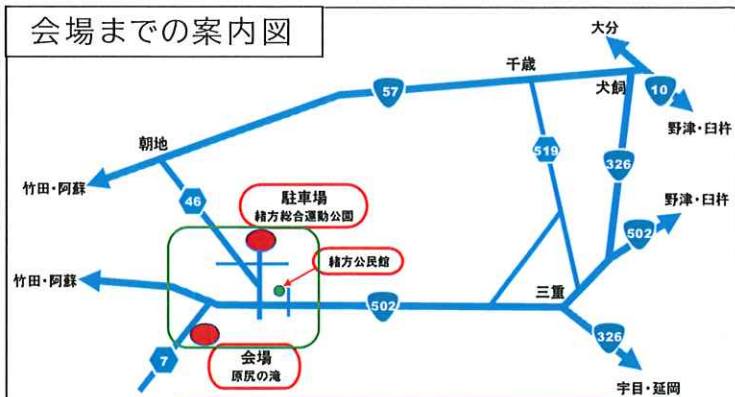 会場までの案内図
大分
千歳
57
犬飼
10
野津・臼杵
朝地
519
326
竹田・阿蘇
46
駐車場
緒方総合運動公園
野津・臼杵
502
緒方公民館
竹田・阿蘇
三重
502
326
7
会場
原尻の滝
宇目・延岡